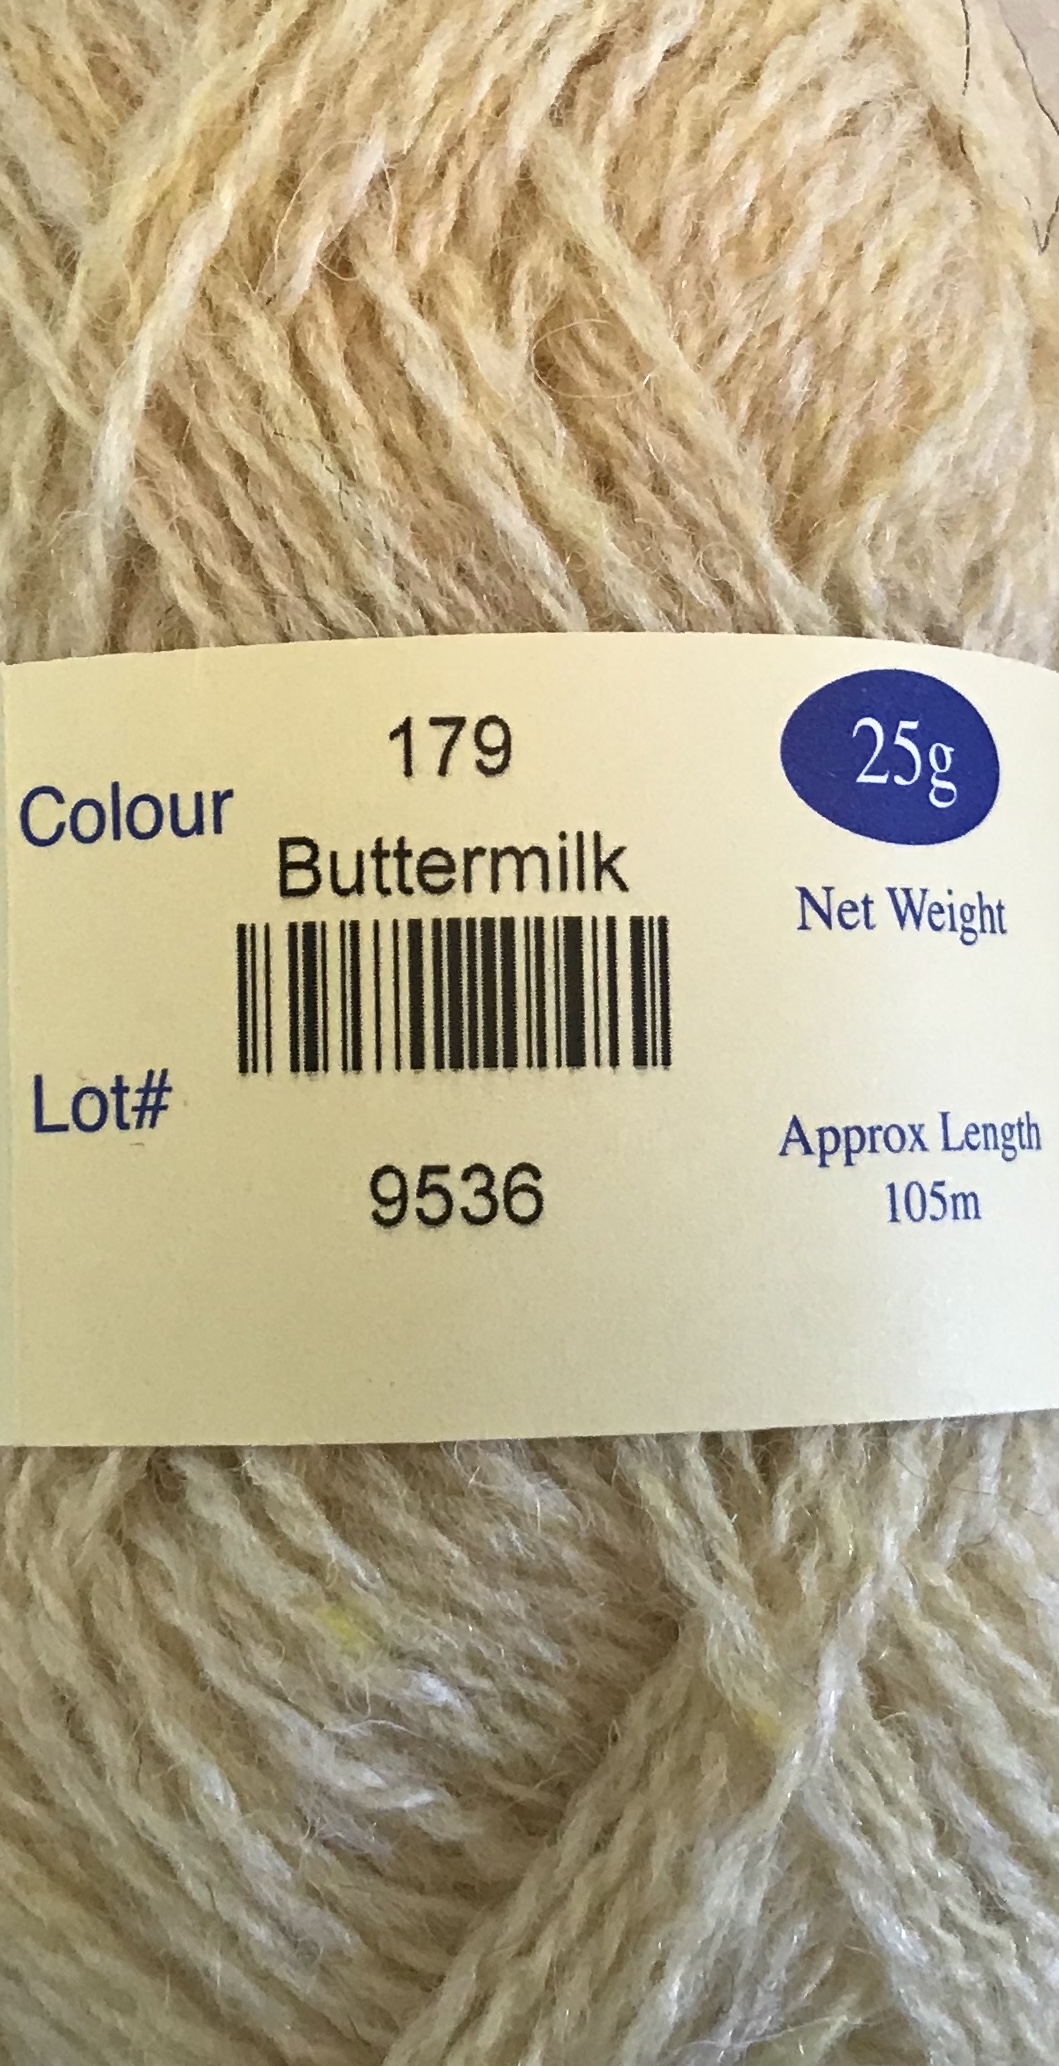 Colour
179
Buttermilk
Lot#
9536
25g
Net Weight
Approx Length
105m